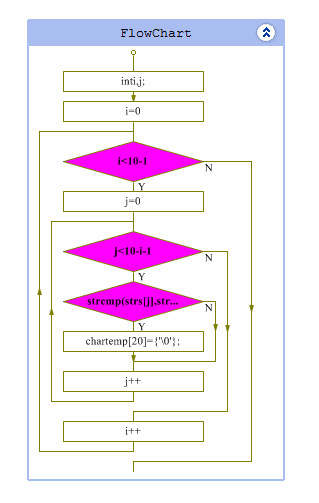 FlowChart
inti,j;
i=0
i<10-1
N
Y
j=0
j<10-i-1
N
Y
strcmp(strs[j],str...
N
Y
chartemp[20]={'\0'};
j++
i++